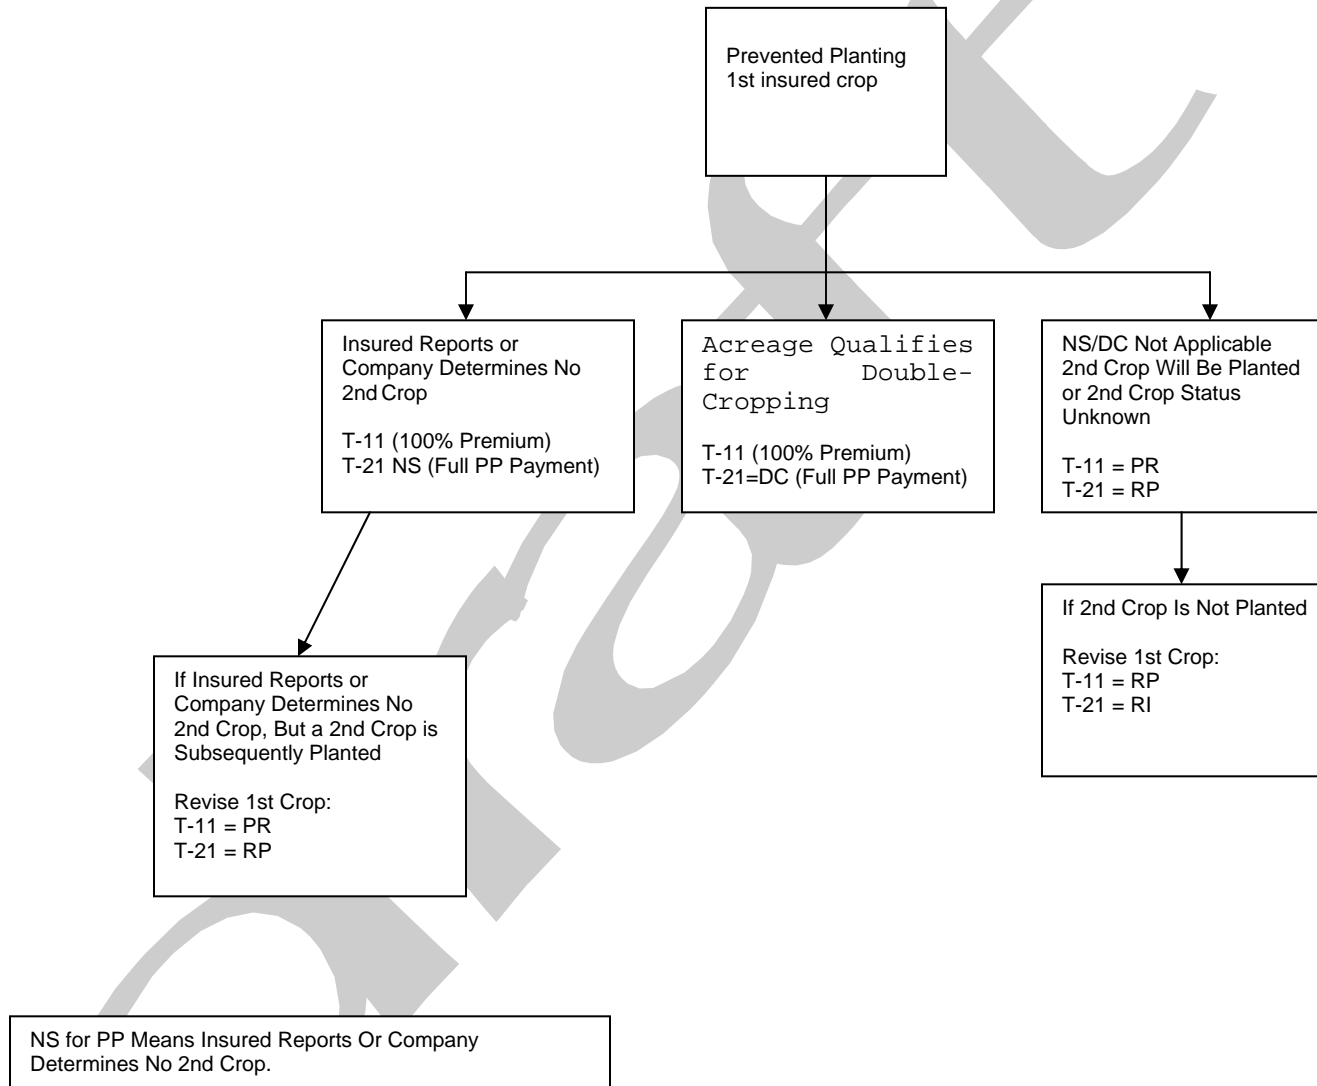 Prevented Planting
1st insured crop
Insured Reports or
Company Determines No
2nd Crop
T-11 (100% Premium)
T-21 NS (Full PP Payment)
Acreage Qualifies
for Double-
Cropping
T-11 (100% Premium)
T-21=DC (Full PP Payment)
NS/DC Not Applicable
2nd Crop Will Be Planted
or 2nd Crop Status
Unknown
T-11 = PR
T-21 = RP
If Insured Reports or
Company Determines No
2nd Crop, But a 2nd Crop is
Subsequently Planted
Revise 1st Crop:
T-11 = PR
T-21 = RP
If 2nd Crop Is Not Planted
Revise 1st Crop:
T-11 = RP
T-21 = RI
NS for PP Means Insured Reports Or Company
Determines No 2nd Crop.
Draft